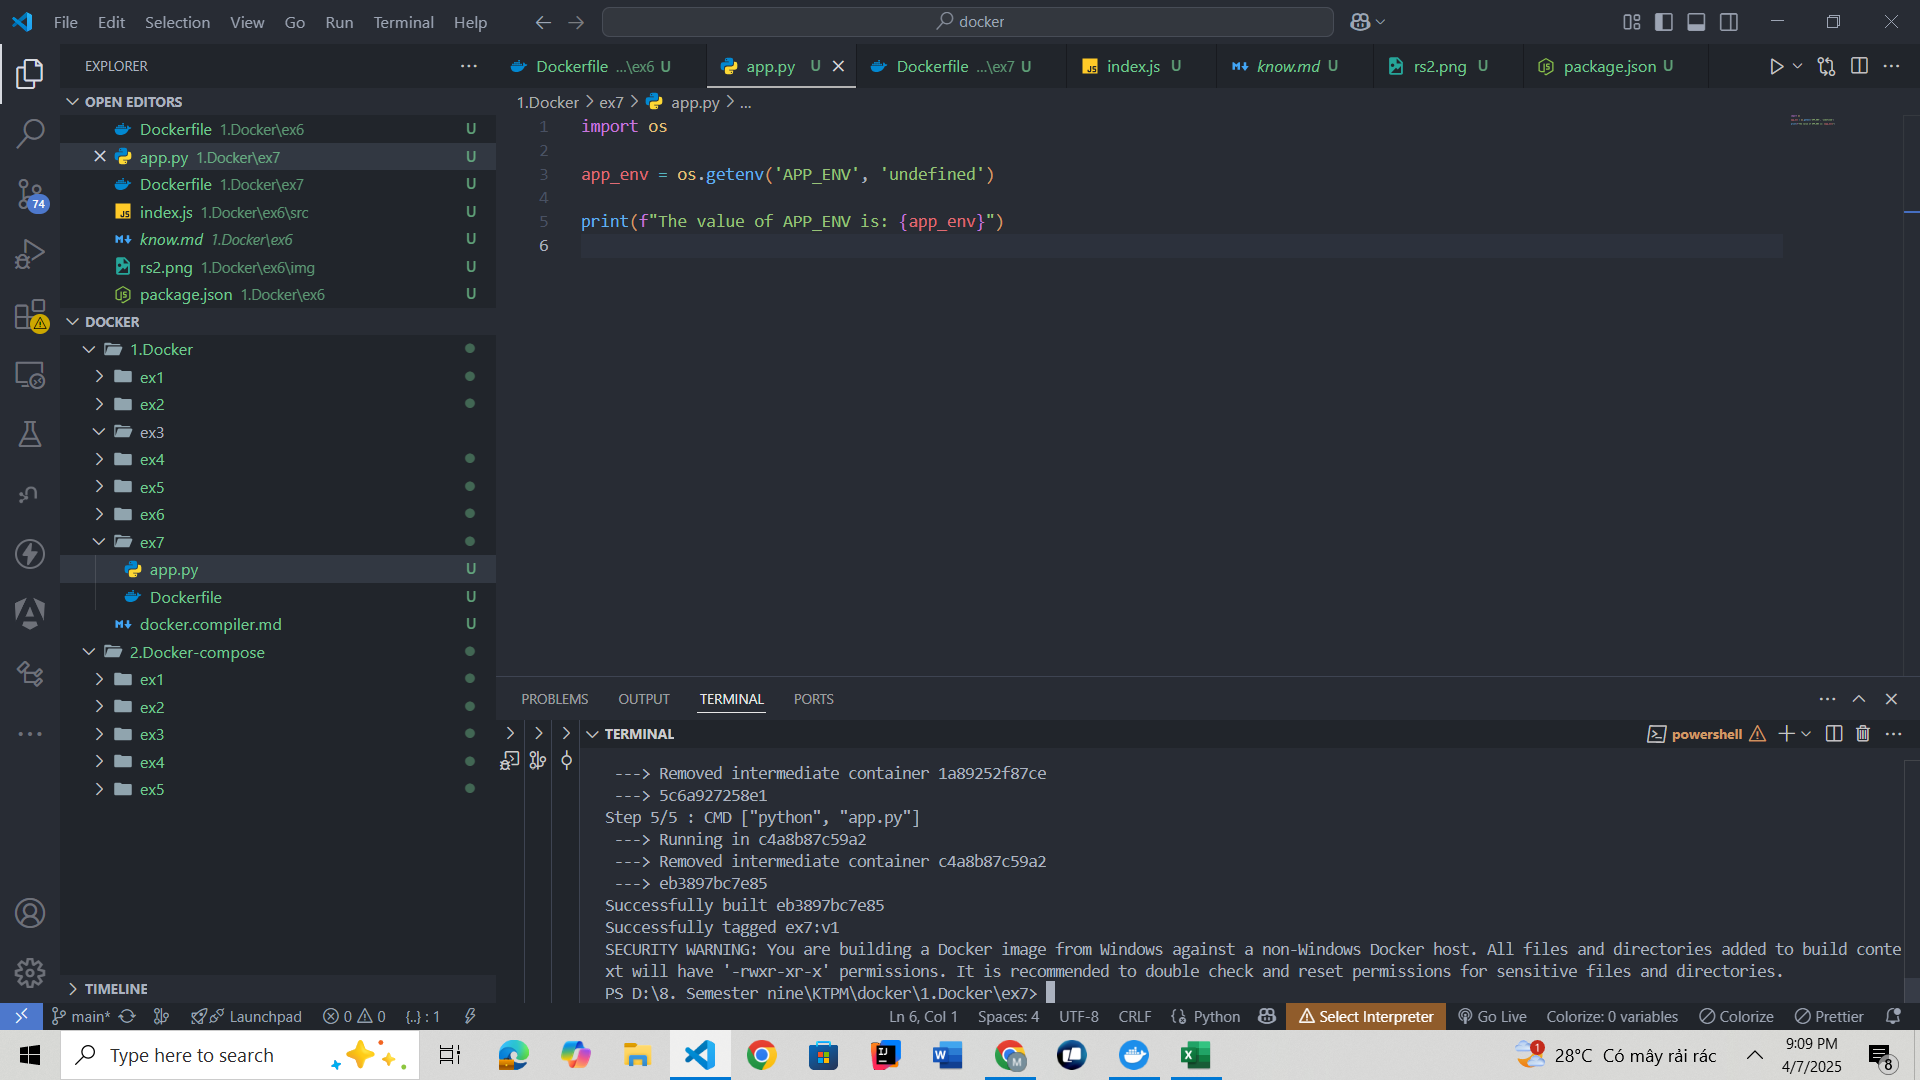 File Edit Selection View Go Run Terminal Help
docker
EXPLORER
Dockerfile ...\ex6 U
app.py U
Dockerfile ...\ex7 U
index.js U
know.md U
rs2.png U
package.json U
OPEN EDITORS
Dockerfile 1.Docker\ex6 U
app.py 1.Docker\ex7 U
Dockerfile 1.Docker\ex7 U
index.js 1.Docker\ex6\src U
know.md 1.Docker\ex6 U
rs2.png 1.Docker\ex6\img U
package.json 1.Docker\ex6 U
74
DOCKER
1.Docker
ex1
ex2
ex3
ex4
ex5
ex6
ex7
app.py U
Dockerfile U
docker.compiler.md U
2.Docker-compose
ex1
ex2
ex3
ex4
ex5
TIMELINE
1.Docker > ex7 > app.py > ...
1 import os
2
3 app_env = os.getenv('APP_ENV', 'undefined')
4
5 print(f"The value of APP_ENV is: {app_env}")
6
PROBLEMS OUTPUT TERMINAL PORTS
TERMINAL
powershell
---> Removed intermediate container 1a89252f87ce
---> 5c6a927258e1
Step 5/5 : CMD ["python", "app.py"]
---> Running in c4a8b87c59a2
---> Removed intermediate container c4a8b87c59a2
---> eb3897bc7e85
Successfully built eb3897bc7e85
Successfully tagged ex7:v1
SECURITY WARNING: You are building a Docker image from Windows against a non-Windows Docker host. All files and directories added to build conte
xt will have '-rwxr-xr-x' permissions. It is recommended to double check and reset permissions for sensitive files and directories.
PS D:\8. Semester nine\KTPM\docker\1.Docker\ex7>
main* Launchpad 0 0 {..} : 1 Ln 6, Col 1 Spaces: 4 UTF-8 CRLF Python Select Interpreter Go Live Colorize: 0 variables Colorize Prettier
Type here to search
1
28°C Có mây rải rác
9:09 PM
4/7/2025
8